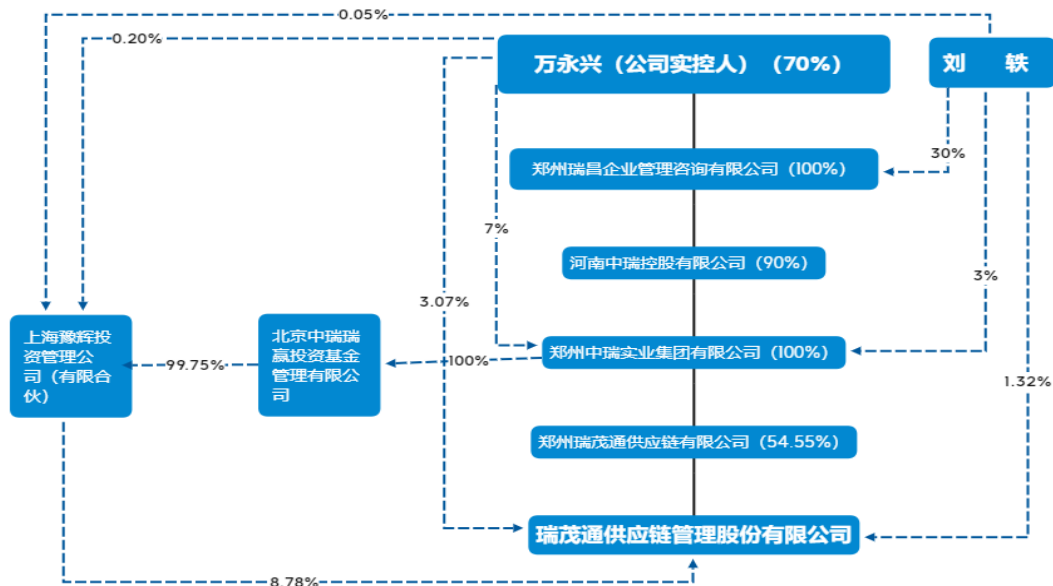 0.05%
0.20%
万永兴（公司实控人）（70%）
刘 轶
30%
郑州瑞昌企业管理咨询有限公司（100%）
7%
河南中瑞控股有限公司（90%）
3%
3.07%
上海豫辉投
资管理公
司（有限合
伙）
99.75%
北京中瑞瑞
赢投资基金
管理有限公
司
100%
郑州中瑞实业集团有限公司（100%）
1.32%
郑州瑞茂通供应链有限公司（54.55%）
瑞茂通供应链管理股份有限公司
8.78%